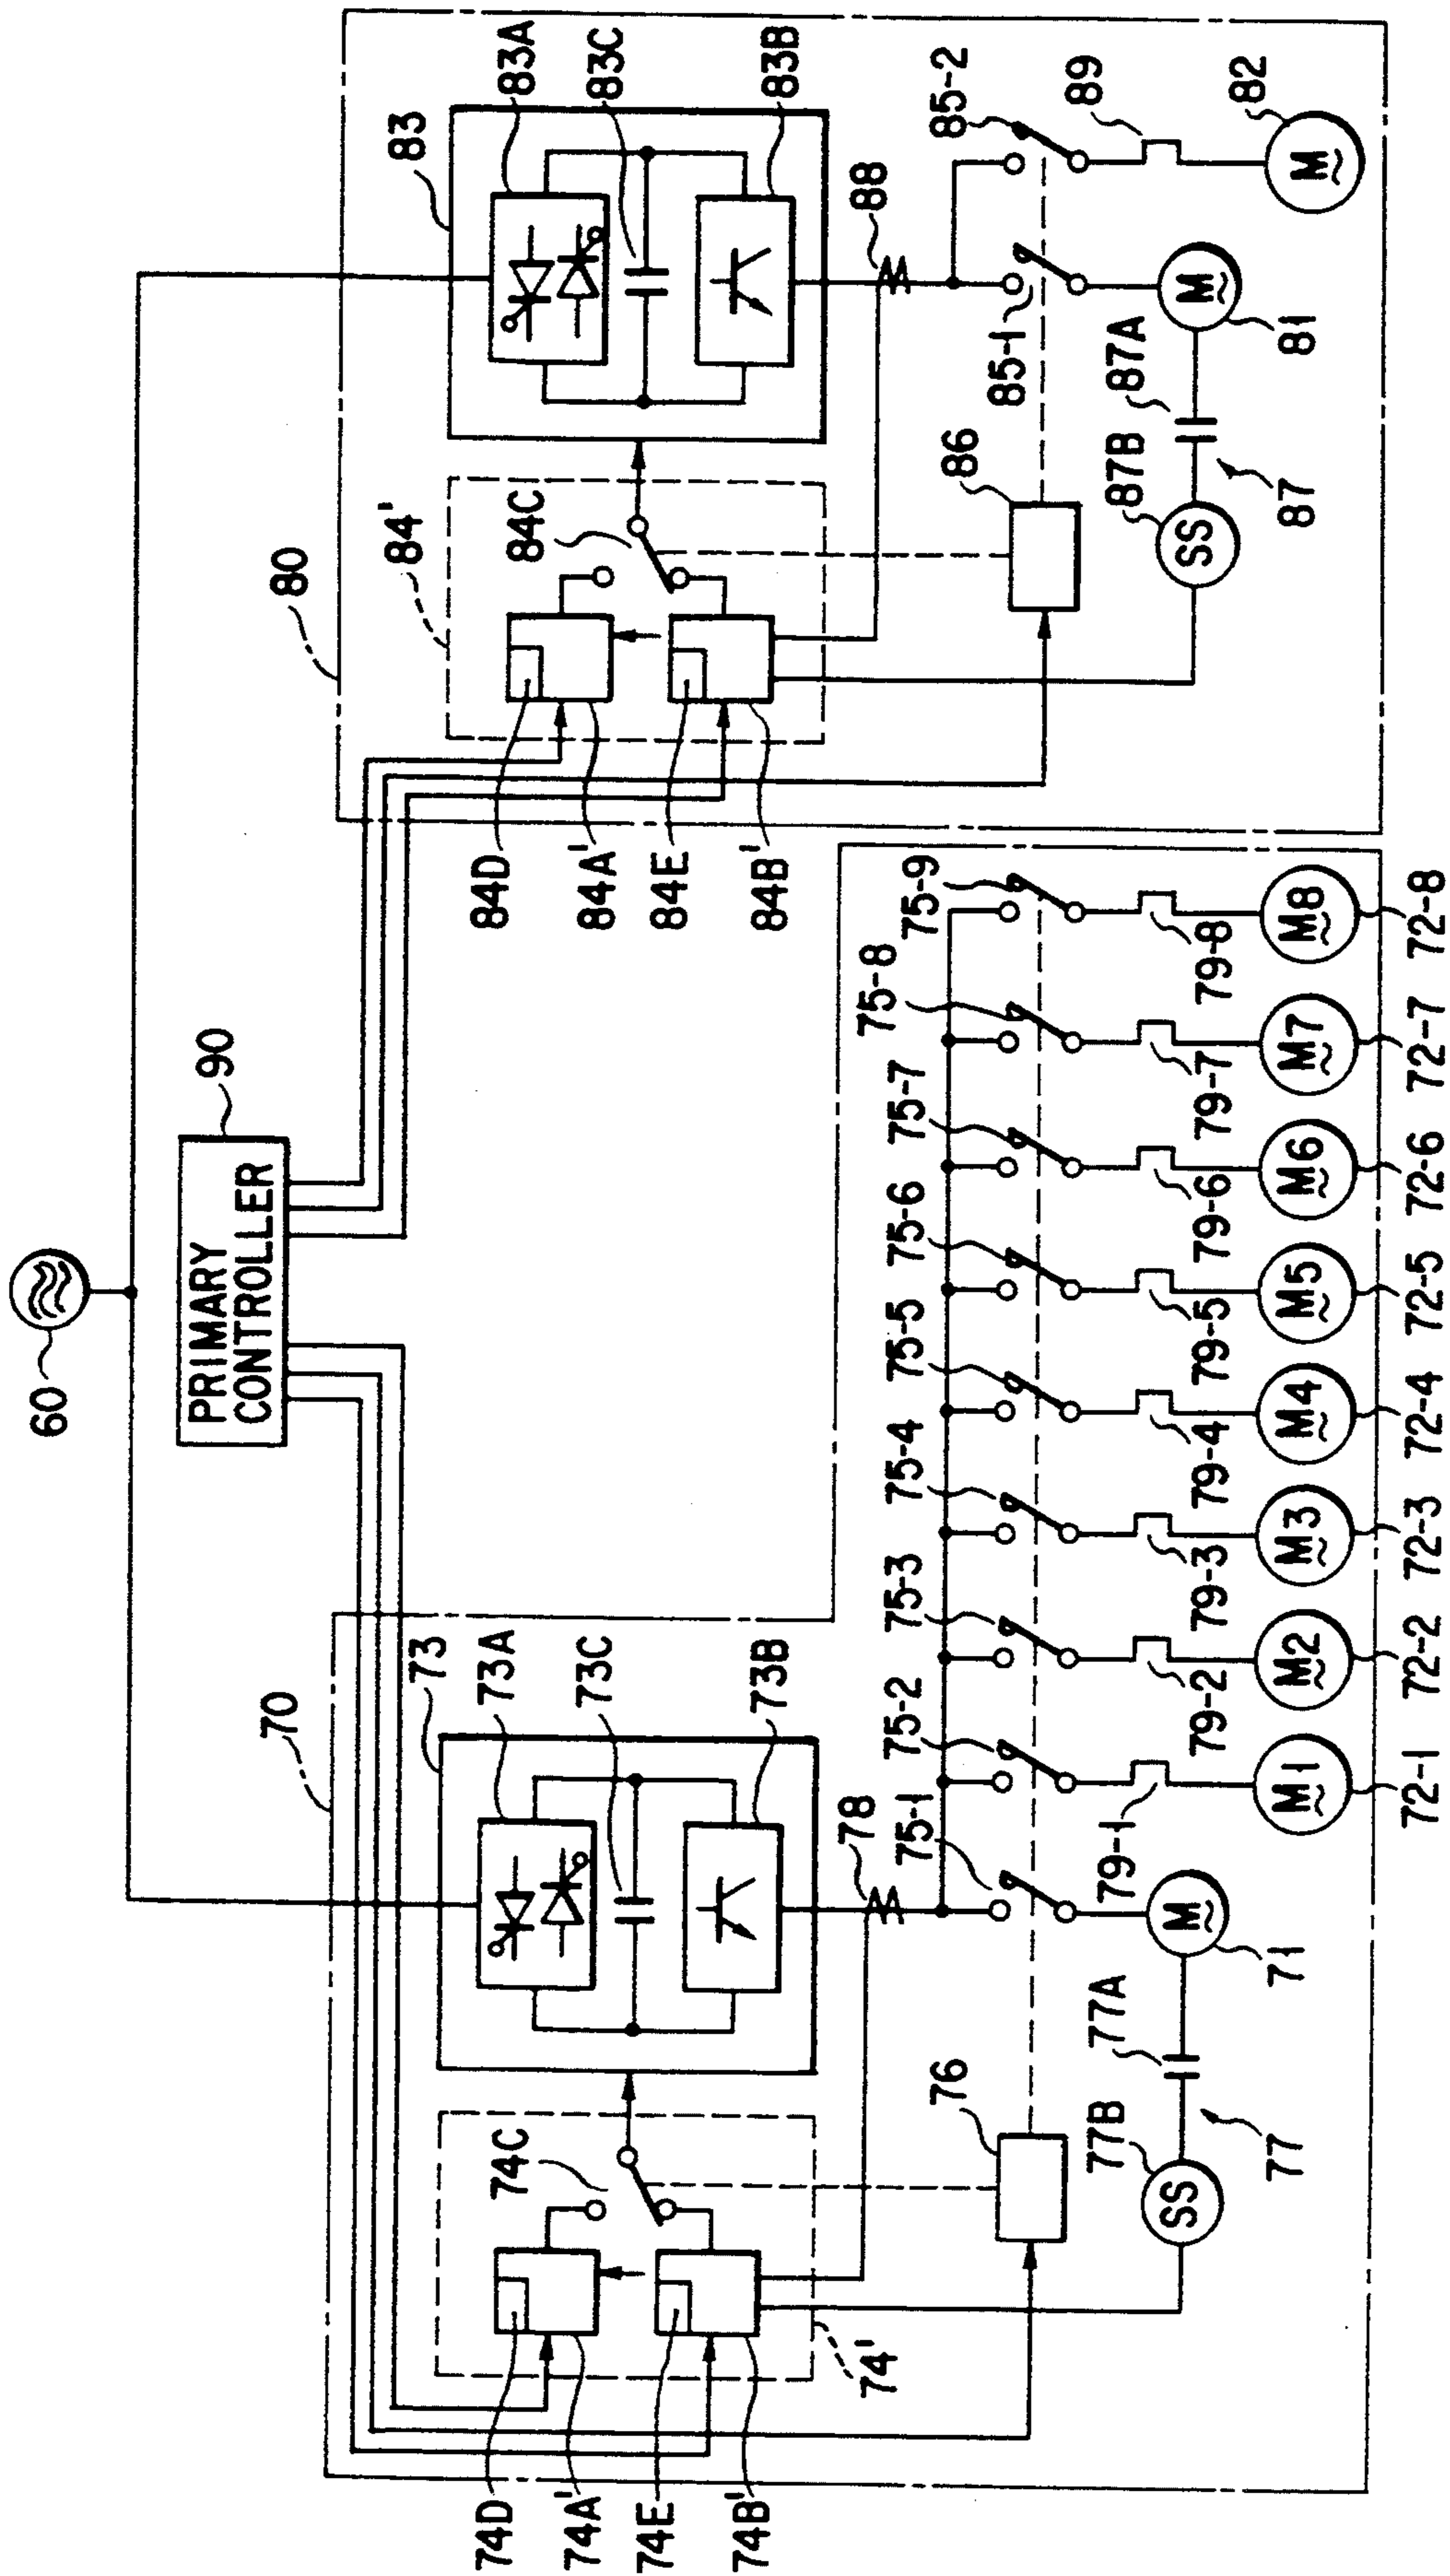 60
PRIMARY
CONTROLLER
90
70
80
73
73A
73C
73B
74C
74D
74A'
74E
74B'
74'
78
76
77B
77A
77
71
75-1
75-2
75-3
75-4
75-5
75-6
75-7
75-8
75-9
79-1
79-2
79-3
79-4
79-5
79-6
79-7
79-8
SS
M
M1
M2
M3
M4
M5
M6
M7
M8
72-1
72-2
72-3
72-4
72-5
72-6
72-7
72-8
83
83A
83C
83B
84'
84C
84D
84A'
84E
84B'
88
86
85-1
85-2
89
87B
87A
87
SS
M
81
M
82